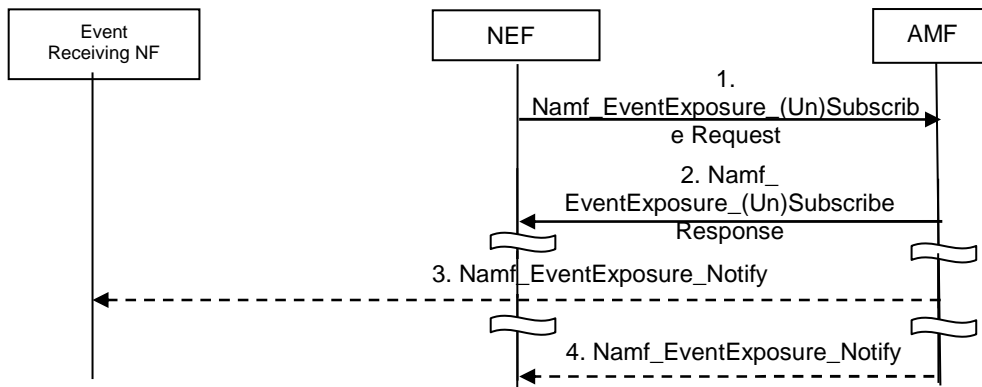 Event
Receiving NF
NEF
AMF
1.
Namf_EventExposure_(Un)Subscrib
e Request
2. Namf_
EventExposure_(Un)Subscribe
Response
3. Namf_EventExposure_Notify
4. Namf_EventExposure_Notify